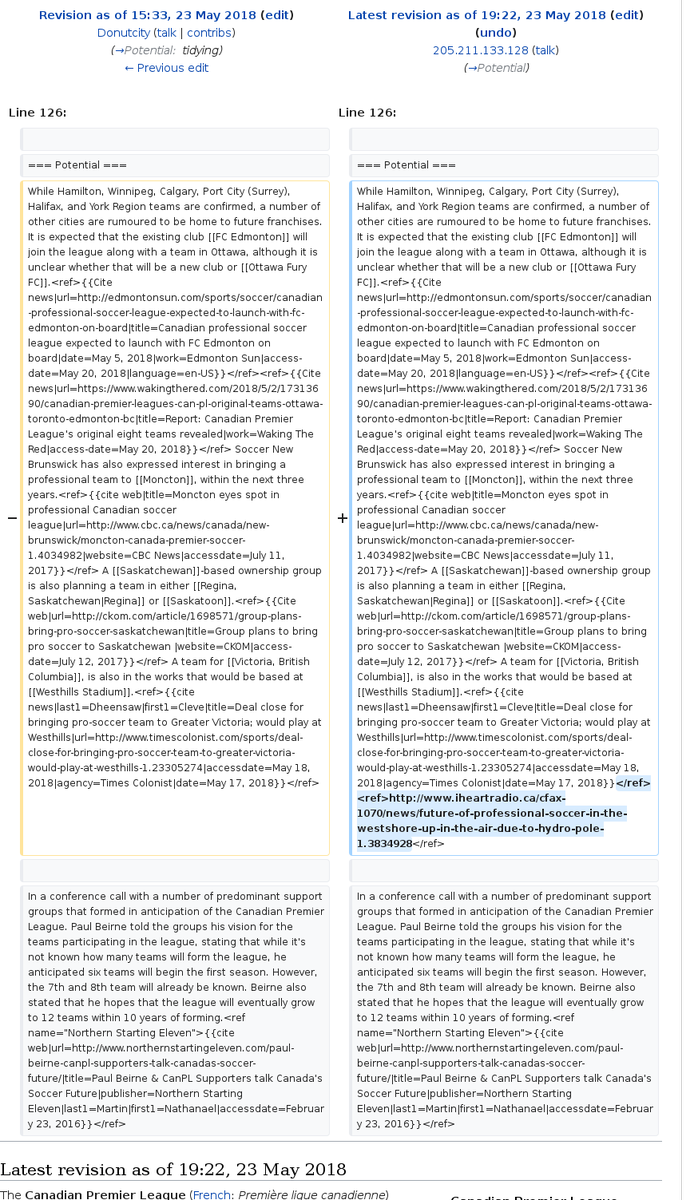 Revision as of 15:33, 23 May 2018 (edit)
Donutcity (talk | contribs)
(→Potential: tidying)
← Previous edit
Latest revision as of 19:22, 23 May 2018 (edit)
(undo)
205.211.133.128 (talk)
(→Potential)
Line 126:
=== Potential ===
While Hamilton, Winnipeg, Calgary, Port City (Surrey),
Halifax, and York Region teams are confirmed, a number of
other cities are rumoured to be home to future franchises.
It is expected that the existing club [[FC Edmonton]] will
join the league along with a team in Ottawa, although it is
unclear whether that will be a new club or [[Ottawa Fury
FC]].<ref>{{Cite
news|url=http://edmontonsun.com/sports/soccer/canadian
-professional-soccer-league-expected-to-launch-with-fc-
edmonton-on-board|title=Canadian professional soccer
league expected to launch with FC Edmonton on
board|date=May 5, 2018|work=Edmonton Sun|access-
date=May 20, 2018|language=en-US}}</ref><ref>{{Cite
news|url=https://www.wakingthered.com/2018/5/2/173136
90/canadian-premier-leagues-can-pl-original-teams-ottawa-
toronto-edmonton-bc|title=Report: Canadian Premier
League's original eight teams revealed|work=Waking The
Red|access-date=May 20, 2018}}</ref> Soccer New
Brunswick has also expressed interest in bringing a
professional team to [[Moncton]], within the next three
years.<ref>{{cite web|title=Moncton eyes spot in
professional Canadian soccer
league|url=http://www.cbc.ca/news/canada/new-
brunswick/moncton-canada-premier-soccer-
1.4034982|website=CBC News|accessdate=July 11,
2017}}</ref> A [[Saskatchewan]]-based ownership group
is also planning a team in either [[Regina,
Saskatchewan|Regina]] or [[Saskatoon]].<ref>{{Cite
web|url=http://ckom.com/article/1698571/group-plans-
bring-pro-soccer-saskatchewan|title=Group plans to bring
pro soccer to Saskatchewan |website=CKOM|access-
date=July 12, 2017}}</ref> A team for [[Victoria, British
Columbia]], is also in the works that would be based at
[[Westhills Stadium]].<ref>{{cite
news|last1=Dheensaw|first1=Cleve|title=Deal close for
bringing pro-soccer team to Greater Victoria; would play at
Westhills|url=http://www.timescolonist.com/sports/deal-
close-for-bringing-pro-soccer-team-to-greater-victoria-
would-play-at-westhills-1.23305274|access-date=May 18,
2018|agency=Times Colonist|date=May 17, 2018}}</ref>
−
In a conference call with a number of predominant support
groups that formed in anticipation of the Canadian Premier
League. Paul Beirne told the groups his vision for the
teams participating in the league, stating that while it's
not known how many teams will form the league, he
anticipated six teams will begin the first season. However,
the 7th and 8th team will already be known. Beirne also
stated that he hopes that the league will eventually grow
to 12 teams within 10 years of forming.<ref
name="Northern Starting Eleven">{{cite
web|url=http://www.northernstartingeleven.com/paul-
beirne-canpl-supporters-talk-canadas-soccer-
future/|title=Paul Beirne & CanPL Supporters talk Canada's
Soccer Future|publisher=Northern Starting
Eleven|last1=Martin|first1=Nathanael|accessdate=Februar
y 23, 2016}}</ref>
Line 126:
=== Potential ===
While Hamilton, Winnipeg, Calgary, Port City (Surrey),
Halifax, and York Region teams are confirmed, a number of
other cities are rumoured to be home to future franchises.
It is expected that the existing club [[FC Edmonton]] will
join the league along with a team in Ottawa, although it is
unclear whether that will be a new club or [[Ottawa Fury
FC]].<ref>{{Cite
news|url=http://edmontonsun.com/sports/soccer/canadian
-professional-soccer-league-expected-to-launch-with-fc-
edmonton-on-board|title=Canadian professional soccer
league expected to launch with FC Edmonton on
board|date=May 5, 2018|work=Edmonton Sun|access-
date=May 20, 2018|language=en-US}}</ref><ref>{{Cite
news|url=https://www.wakingthered.com/2018/5/2/173136
90/canadian-premier-leagues-can-pl-original-teams-ottawa-
toronto-edmonton-bc|title=Report: Canadian Premier
League's original eight teams revealed|work=Waking The
Red|access-date=May 20, 2018}}</ref> Soccer New
Brunswick has also expressed interest in bringing a
professional team to [[Moncton]], within the next three
years.<ref>{{cite web|title=Moncton eyes spot in
professional Canadian soccer
league|url=http://www.cbc.ca/news/canada/new-
brunswick/moncton-canada-premier-soccer-
1.4034982|website=CBC News|accessdate=July 11,
2017}}</ref> A [[Saskatchewan]]-based ownership group
is also planning a team in either [[Regina,
Saskatchewan|Regina]] or [[Saskatoon]].<ref>{{Cite
web|url=http://ckom.com/article/1698571/group-plans-
bring-pro-soccer-saskatchewan|title=Group plans to bring
pro soccer to Saskatchewan |website=CKOM|access-
date=July 12, 2017}}</ref> A team for [[Victoria, British
Columbia]], is also in the works that would be based at
[[Westhills Stadium]].<ref>{{cite
news|last1=Dheensaw|first1=Cleve|title=Deal close for
bringing pro-soccer team to Greater Victoria; would play at
Westhills|url=http://www.timescolonist.com/sports/deal-
close-for-bringing-pro-soccer-team-to-greater-victoria-
would-play-at-westhills-1.23305274|access-date=May 18,
2018|agency=Times Colonist|date=May 17, 2018}}</ref>
<ref>http://www.iheartradio.ca/cfax-
1070/news/future-of-professional-soccer-in-the-
westshore-up-in-the-air-due-to-hydro-pole-
1.3834928</ref>
+
In a conference call with a number of predominant support
groups that formed in anticipation of the Canadian Premier
League. Paul Beirne told the groups his vision for the
teams participating in the league, stating that while it's
not known how many teams will form the league, he
anticipated six teams will begin the first season. However,
the 7th and 8th team will already be known. Beirne also
stated that he hopes that the league will eventually grow
to 12 teams within 10 years of forming.<ref
name="Northern Starting Eleven">{{cite
web|url=http://www.northernstartingeleven.com/paul-
beirne-canpl-supporters-talk-canadas-soccer-
future/|title=Paul Beirne & CanPL Supporters talk Canada's
Soccer Future|publisher=Northern Starting
Eleven|last1=Martin|first1=Nathanael|accessdate=Februar
y 23, 2016}}</ref>
Latest revision as of 19:22, 23 May 2018
The Canadian Premier League (French: Première ligue canadienne)